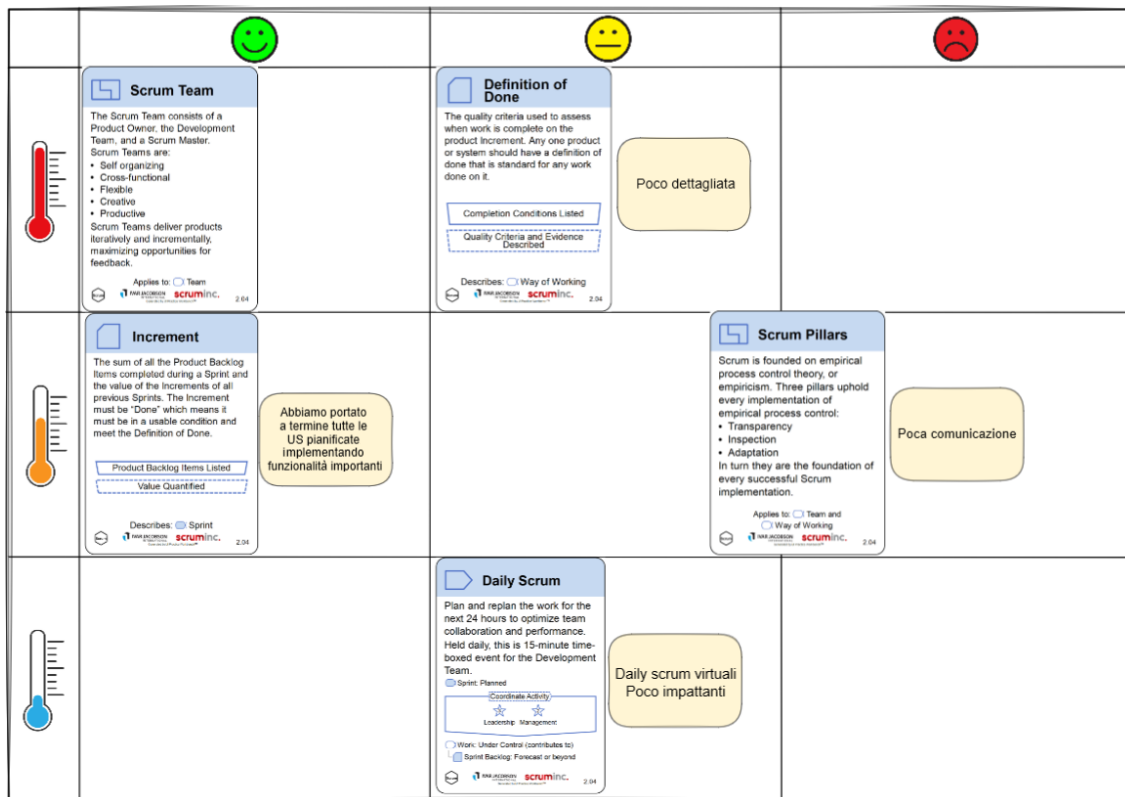 Scrum Team
The Scrum Team consists of a
Product Owner, the Development
Team, and a Scrum Master.
Scrum Teams are:
• Self organizing
• Cross-functional
• Flexible
• Creative
• Productive
Scrum Teams deliver products
iteratively and incrementally,
maximizing opportunities for
feedback.
Applies to: Team
IVAR JACOBSON
scruminc.
2.04
Definition of
Done
The quality criteria used to assess
when work is complete on the
product Increment. Any one product
or system should have a definition of
done that is standard for any work
done on it.
Completion Conditions Listed
Quality Criteria and Evidence
Described
Describes: Way of Working
IVAR JACOBSON
scruminc.
2.04
Poco dettagliata
Increment
The sum of all the Product Backlog
Items completed during a Sprint and
the value of the Increments of all
previous Sprints. The Increment
must be "Done" which means it
must be in a usable condition and
meet the Definition of Done.
Product Backlog Items Listed
Value Quantified
Describes: Sprint
IVAR JACOBSON
scruminc.
2.04
Abbiamo portato
a termine tutte le
US pianificate
implementando
funzionalità importanti
Scrum Pillars
Scrum is founded on empirical
process control theory, or
empiricism. Three pillars uphold
every implementation of
empirical process control:
• Transparency
• Inspection
• Adaptation
In turn they are the foundation of
every successful Scrum
implementation.
Applies to: Team and
Way of Working
IVAR JACOBSON
scruminc.
2.04
Poca comunicazione
Daily Scrum
Plan and replan the work for the
next 24 hours to optimize team
collaboration and performance.
Held daily, this is 15-minute time-
boxed event for the Development
Team.
Sprint: Planned
Coordinate Activity
Leadership Management
Work: Under Control (contributes to)
Sprint Backlog: Forecast or beyond
IVAR JACOBSON
scruminc.
2.04
Daily scrum virtuali
Poco impattanti